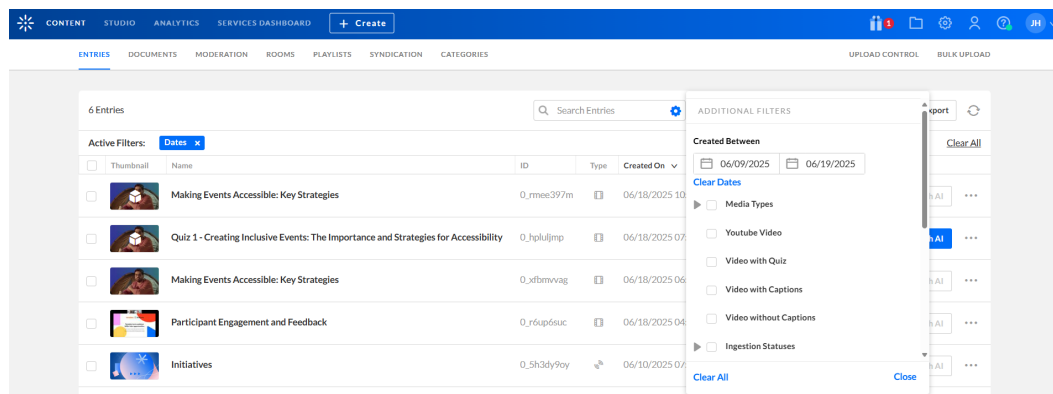 CONTENT STUDIO ANALYTICS SERVICES DASHBOARD + Create 1 JH
ENTRIES DOCUMENTS MODERATION ROOMS PLAYLISTS SYNDICATION CATEGORIES UPLOAD CONTROL BULK UPLOAD
6 Entries Search Entries ADDITIONAL FILTERS xport
Active Filters: Dates x Created Between Clear All
06/09/2025 06/19/2025
Thumbnail Name ID Type Created On
Clear Dates
Making Events Accessible: Key Strategies 0_rmee397m 06/18/2025 10: h AI
Media Types
Youtube Video
Quiz 1 - Creating Inclusive Events: The Importance and Strategies for Accessibility 0_hpluljmp 06/18/2025 07: h AI
Video with Quiz
Making Events Accessible: Key Strategies 0_xfbmvvag 06/18/2025 06: h AI
Video with Captions
Video without Captions
Participant Engagement and Feedback 0_r6up6suc 06/18/2025 04: h AI
Ingestion Statuses
Initiatives 0_5h3dy9oy 06/10/2025 07: h AI
Clear All Close